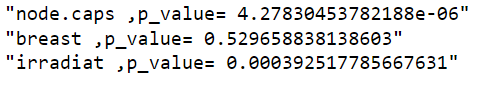 "node.caps ,p_value= 4.27830453782188e-06"
"breast ,p_value= 0.529658838138603"
"irradiat ,p_value= 0.000392517785667631"